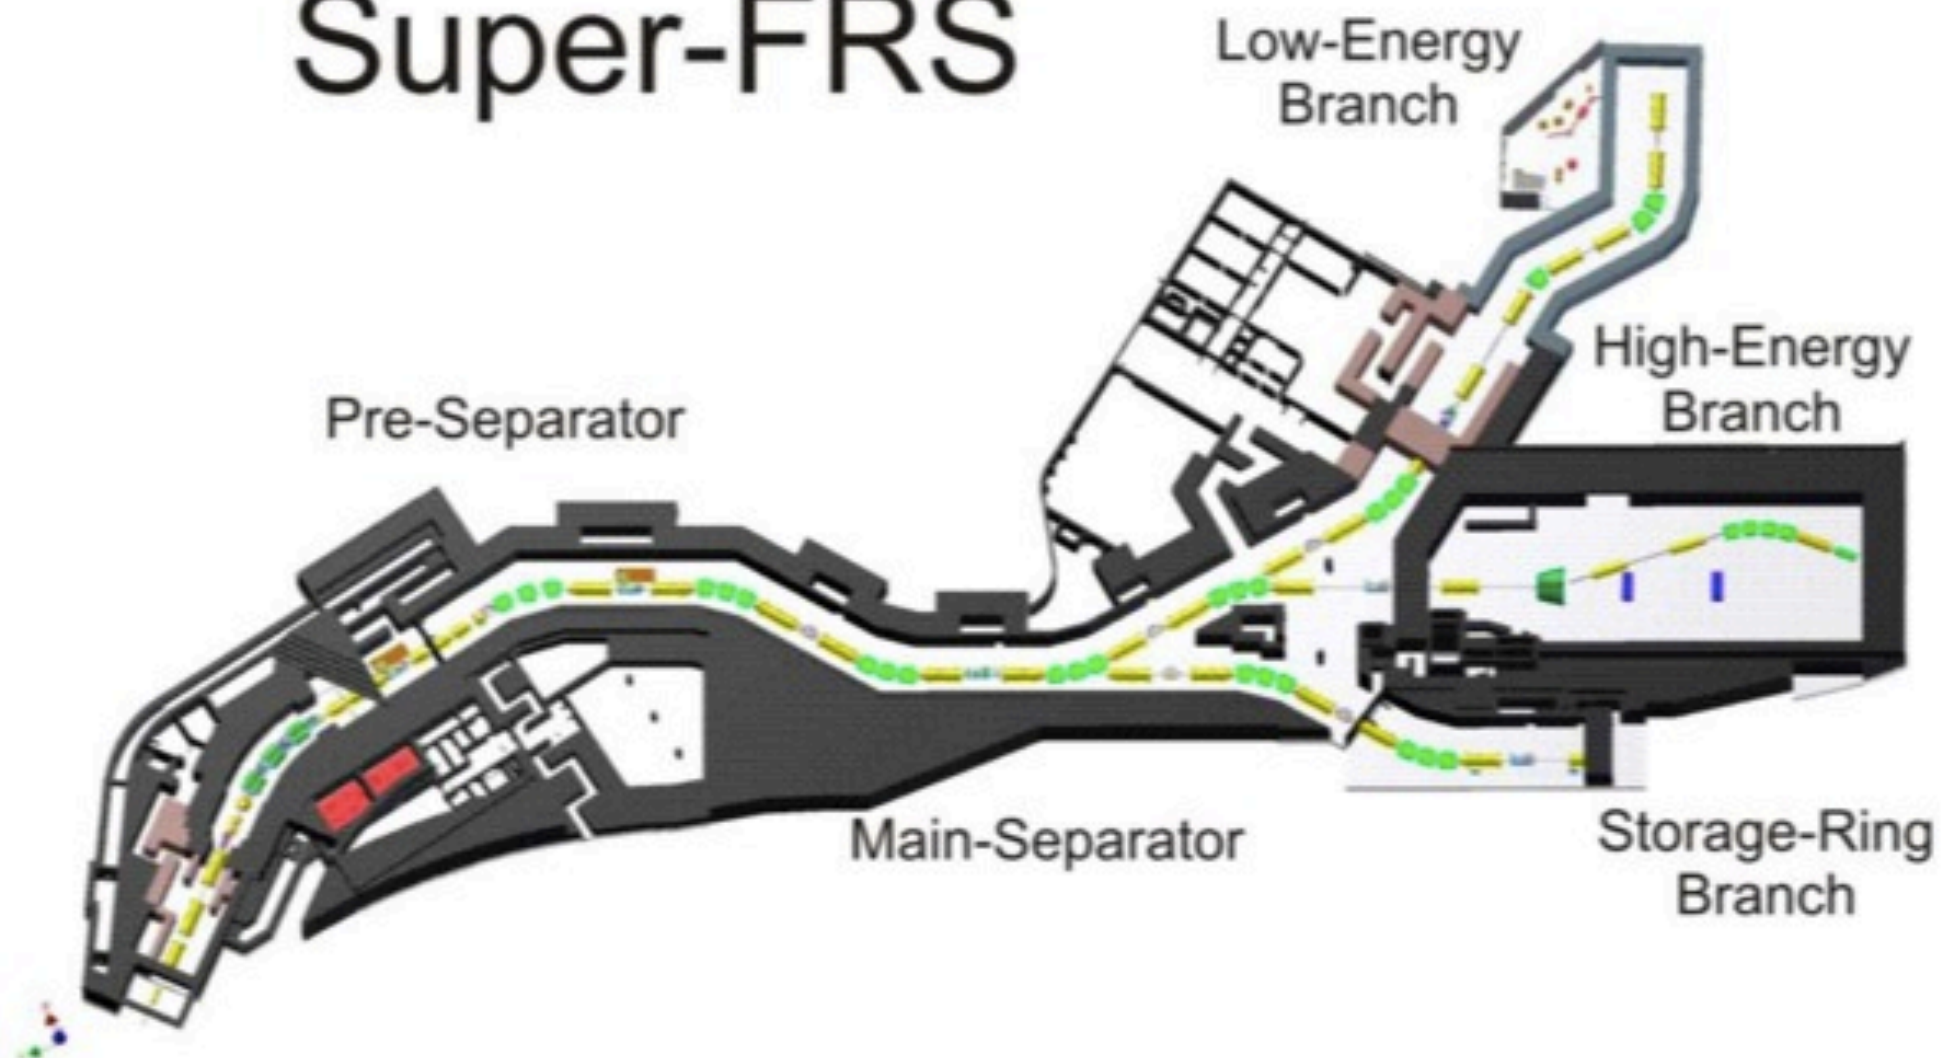 Super-FRS
Low-Energy
Branch
High-Energy
Branch
Pre-Separator
Main-Separator
Storage-Ring
Branch